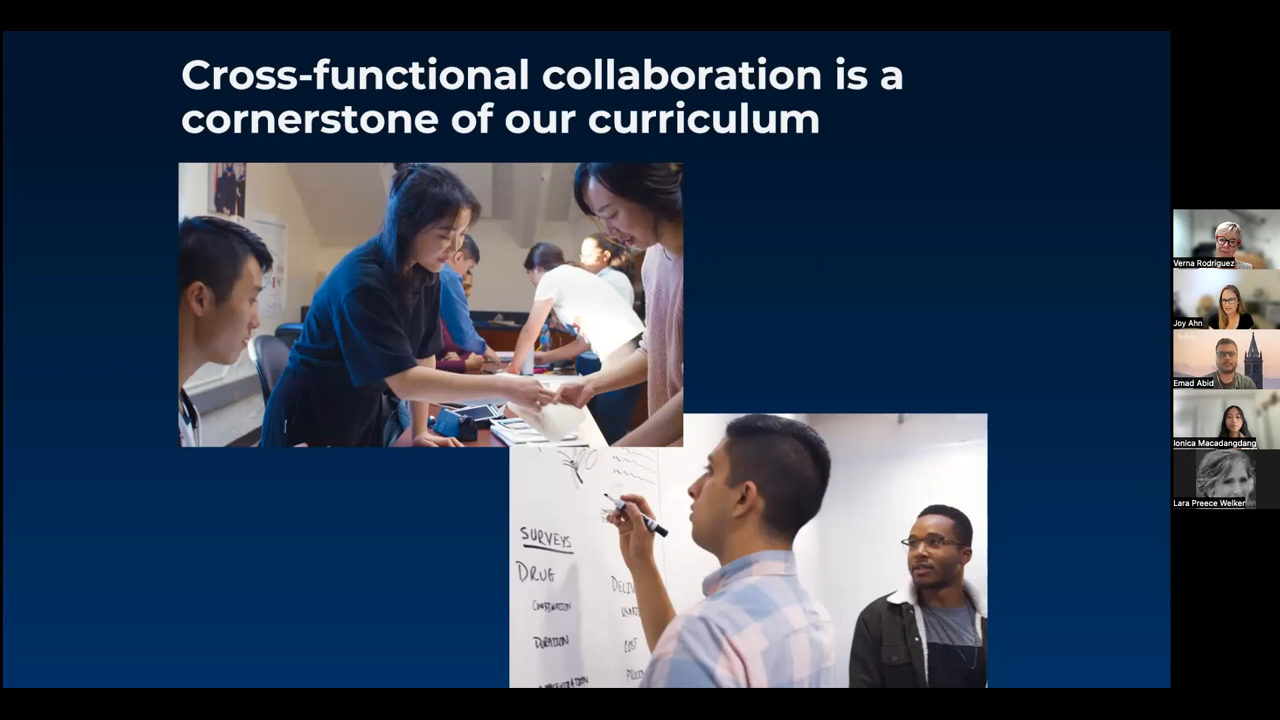 Cross-functional collaboration is a
cornerstone of our curriculum
SURVEYS
DRUG
COMBINATION
DURATION
COST
Verna Rodriguez
Joy Ahn
Emad Abid
Ionica Macadangdang
Lara Preece Welker